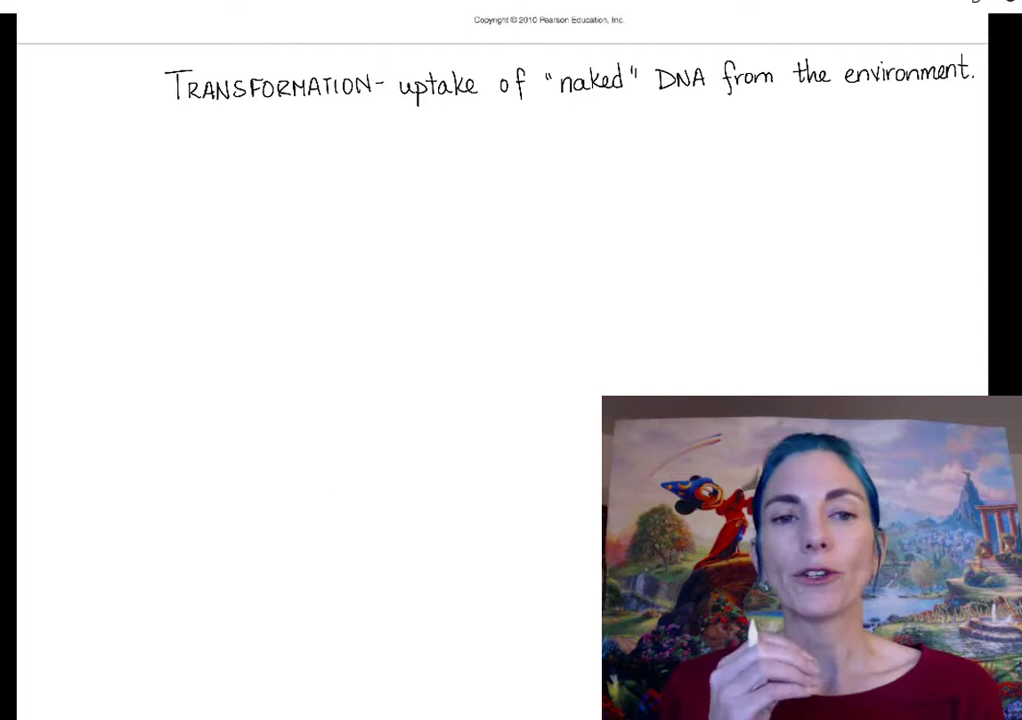 Copyright © 2010 Pearson Education, Inc.
TRANSFORMATION- uptake of "naked" DNA from the environment.